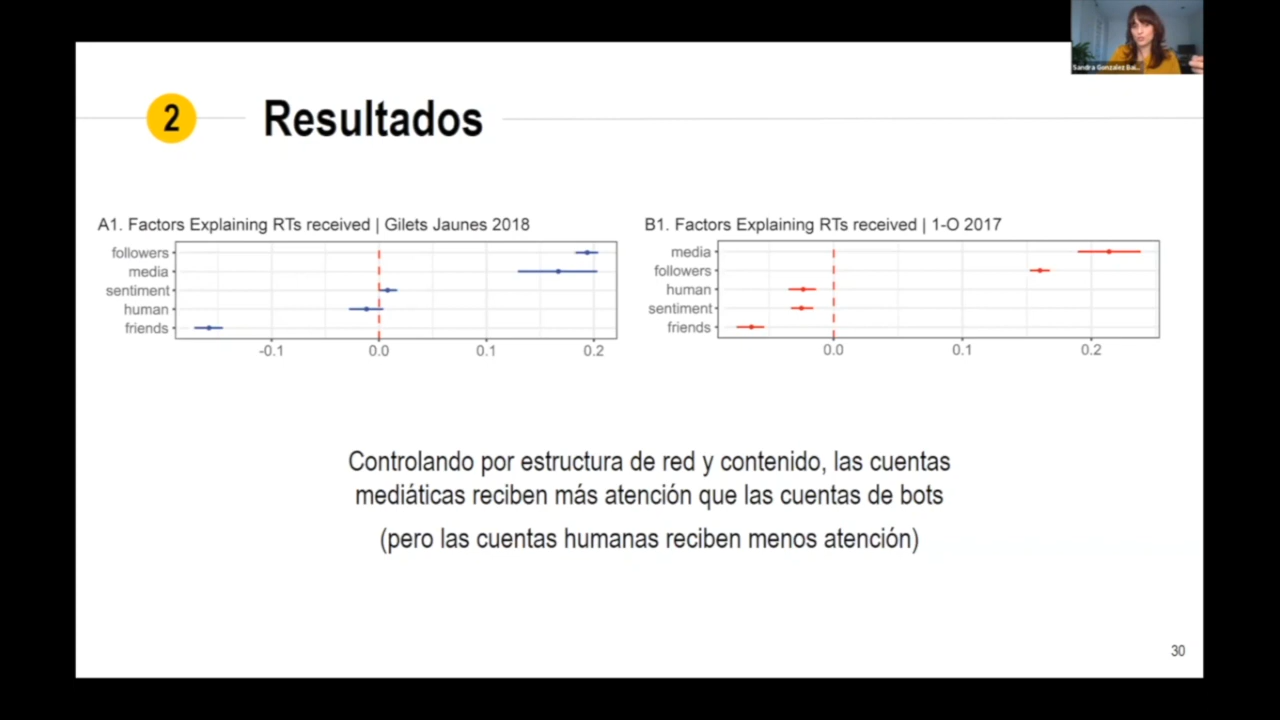 Sandra Gonzalez Bai...
2 Resultados
A1. Factors Explaining RTs received | Gilets Jaunes 2018
followers
media
sentiment
human
friends
-0.1 0.0 0.1 0.2
B1. Factors Explaining RTs received | 1-O 2017
media
followers
human
sentiment
friends
0.0 0.1 0.2
Controlando por estructura de red y contenido, las cuentas
mediáticas reciben más atención que las cuentas de bots
(pero las cuentas humanas reciben menos atención)
30